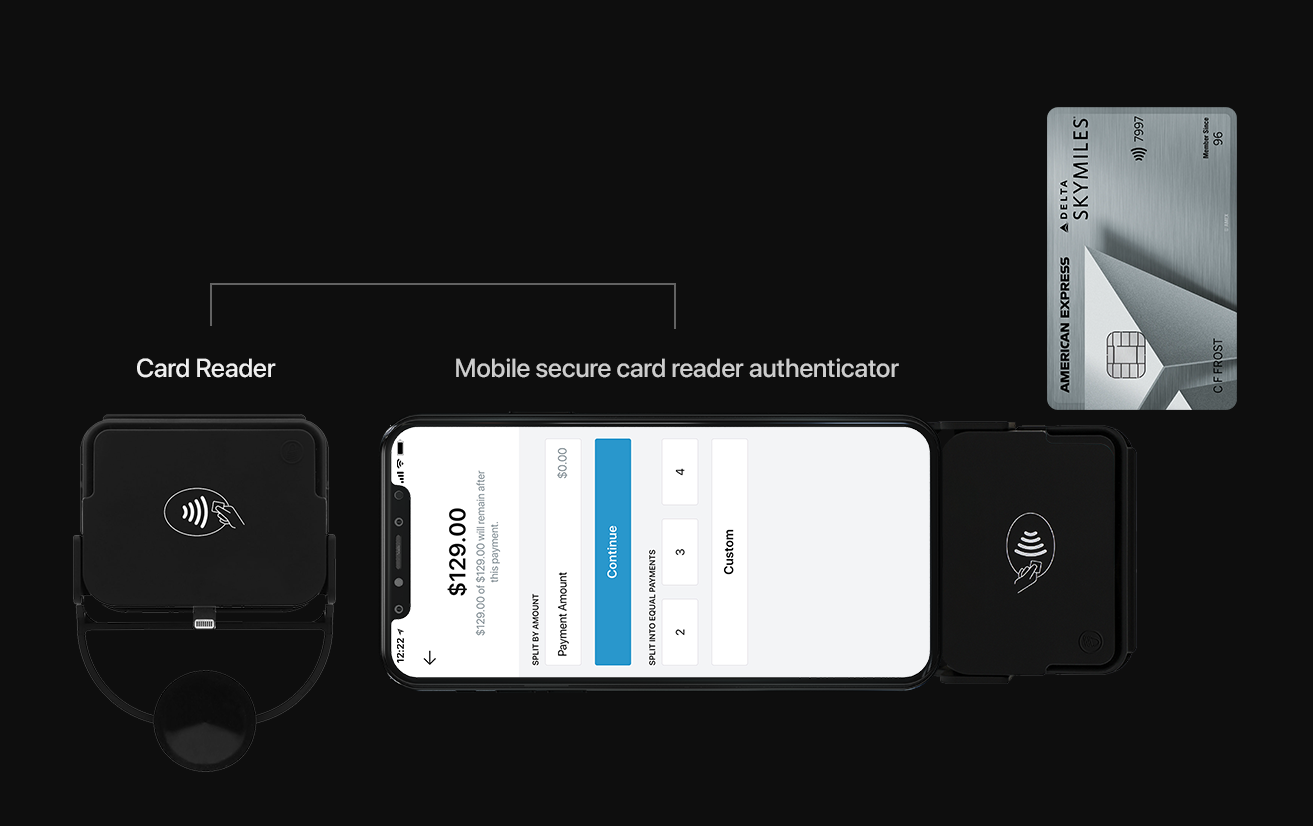 Card Reader
Mobile secure card reader authenticator
12:22
$129.00
$129.00 of $129.00 will remain after
this payment.
SPLIT BY AMOUNT
Payment Amount $0.00
Continue
SPLIT INTO EQUAL PAYMENTS
2 3 4
Custom
AMERICAN EXPRESS
DELTA
SKYMILES
7997
Member Since
96
C F FROST